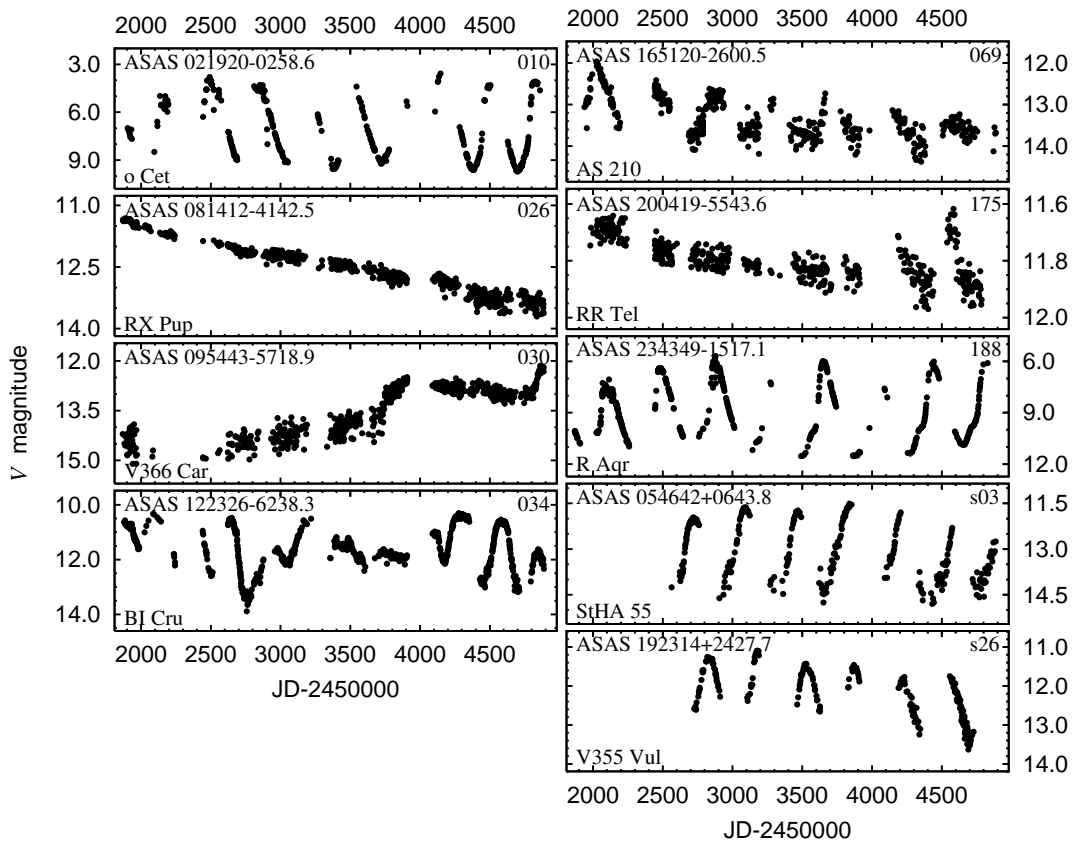 2000 2500 3000 3500 4000 4500
ASAS 021920-0258.6 010
3.0
6.0
9.0
o Cet
ASAS 081412-4142.5 026
11.0
12.5
14.0
RX Pup
ASAS 095443-5718.9 030
12.0
13.5
15.0
V366 Car
ASAS 122326-6238.3 034
10.0
12.0
14.0
BI Cru
2000 2500 3000 3500 4000 4500
JD-2450000
V magnitude
2000 2500 3000 3500 4000 4500
ASAS 165120-2600.5 069
12.0
13.0
14.0
AS 210
ASAS 200419-5543.6 175
11.6
11.8
12.0
RR Tel
ASAS 234349-1517.1 188
6.0
9.0
12.0
R Aqr
ASAS 054642+0643.8 s03
11.5
13.0
14.5
StHA 55
ASAS 192314+2427.7 s26
11.0
12.0
13.0
14.0
V355 Vul
2000 2500 3000 3500 4000 4500
JD-2450000